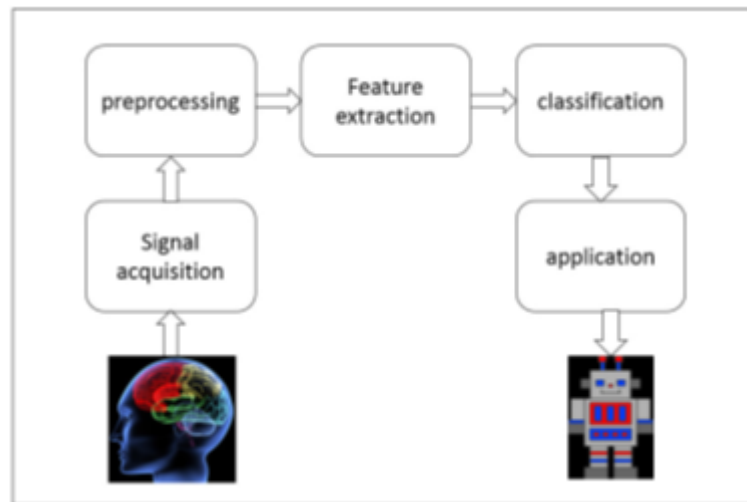 preprocessing
Feature
extraction
classification
Signal
acquisition
application